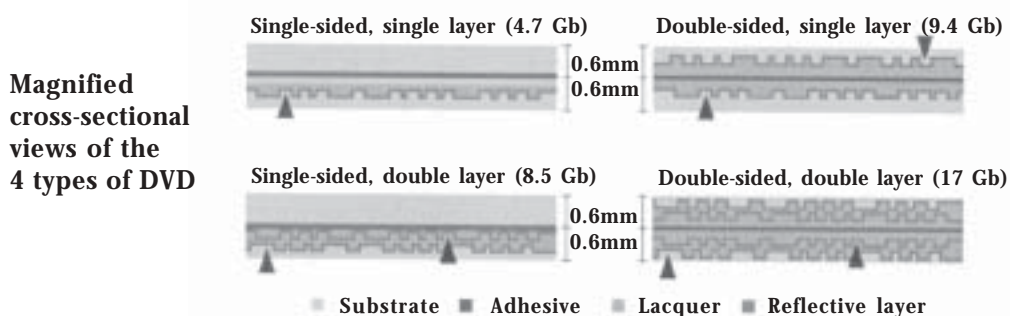 Single-sided, single layer (4.7 Gb)
Double-sided, single layer (9.4 Gb)
0.6mm
0.6mm
Magnified
cross-sectional
views of the
4 types of DVD
Single-sided, double layer (8.5 Gb)
Double-sided, double layer (17 Gb)
0.6mm
0.6mm
Substrate Adhesive Lacquer Reflective layer